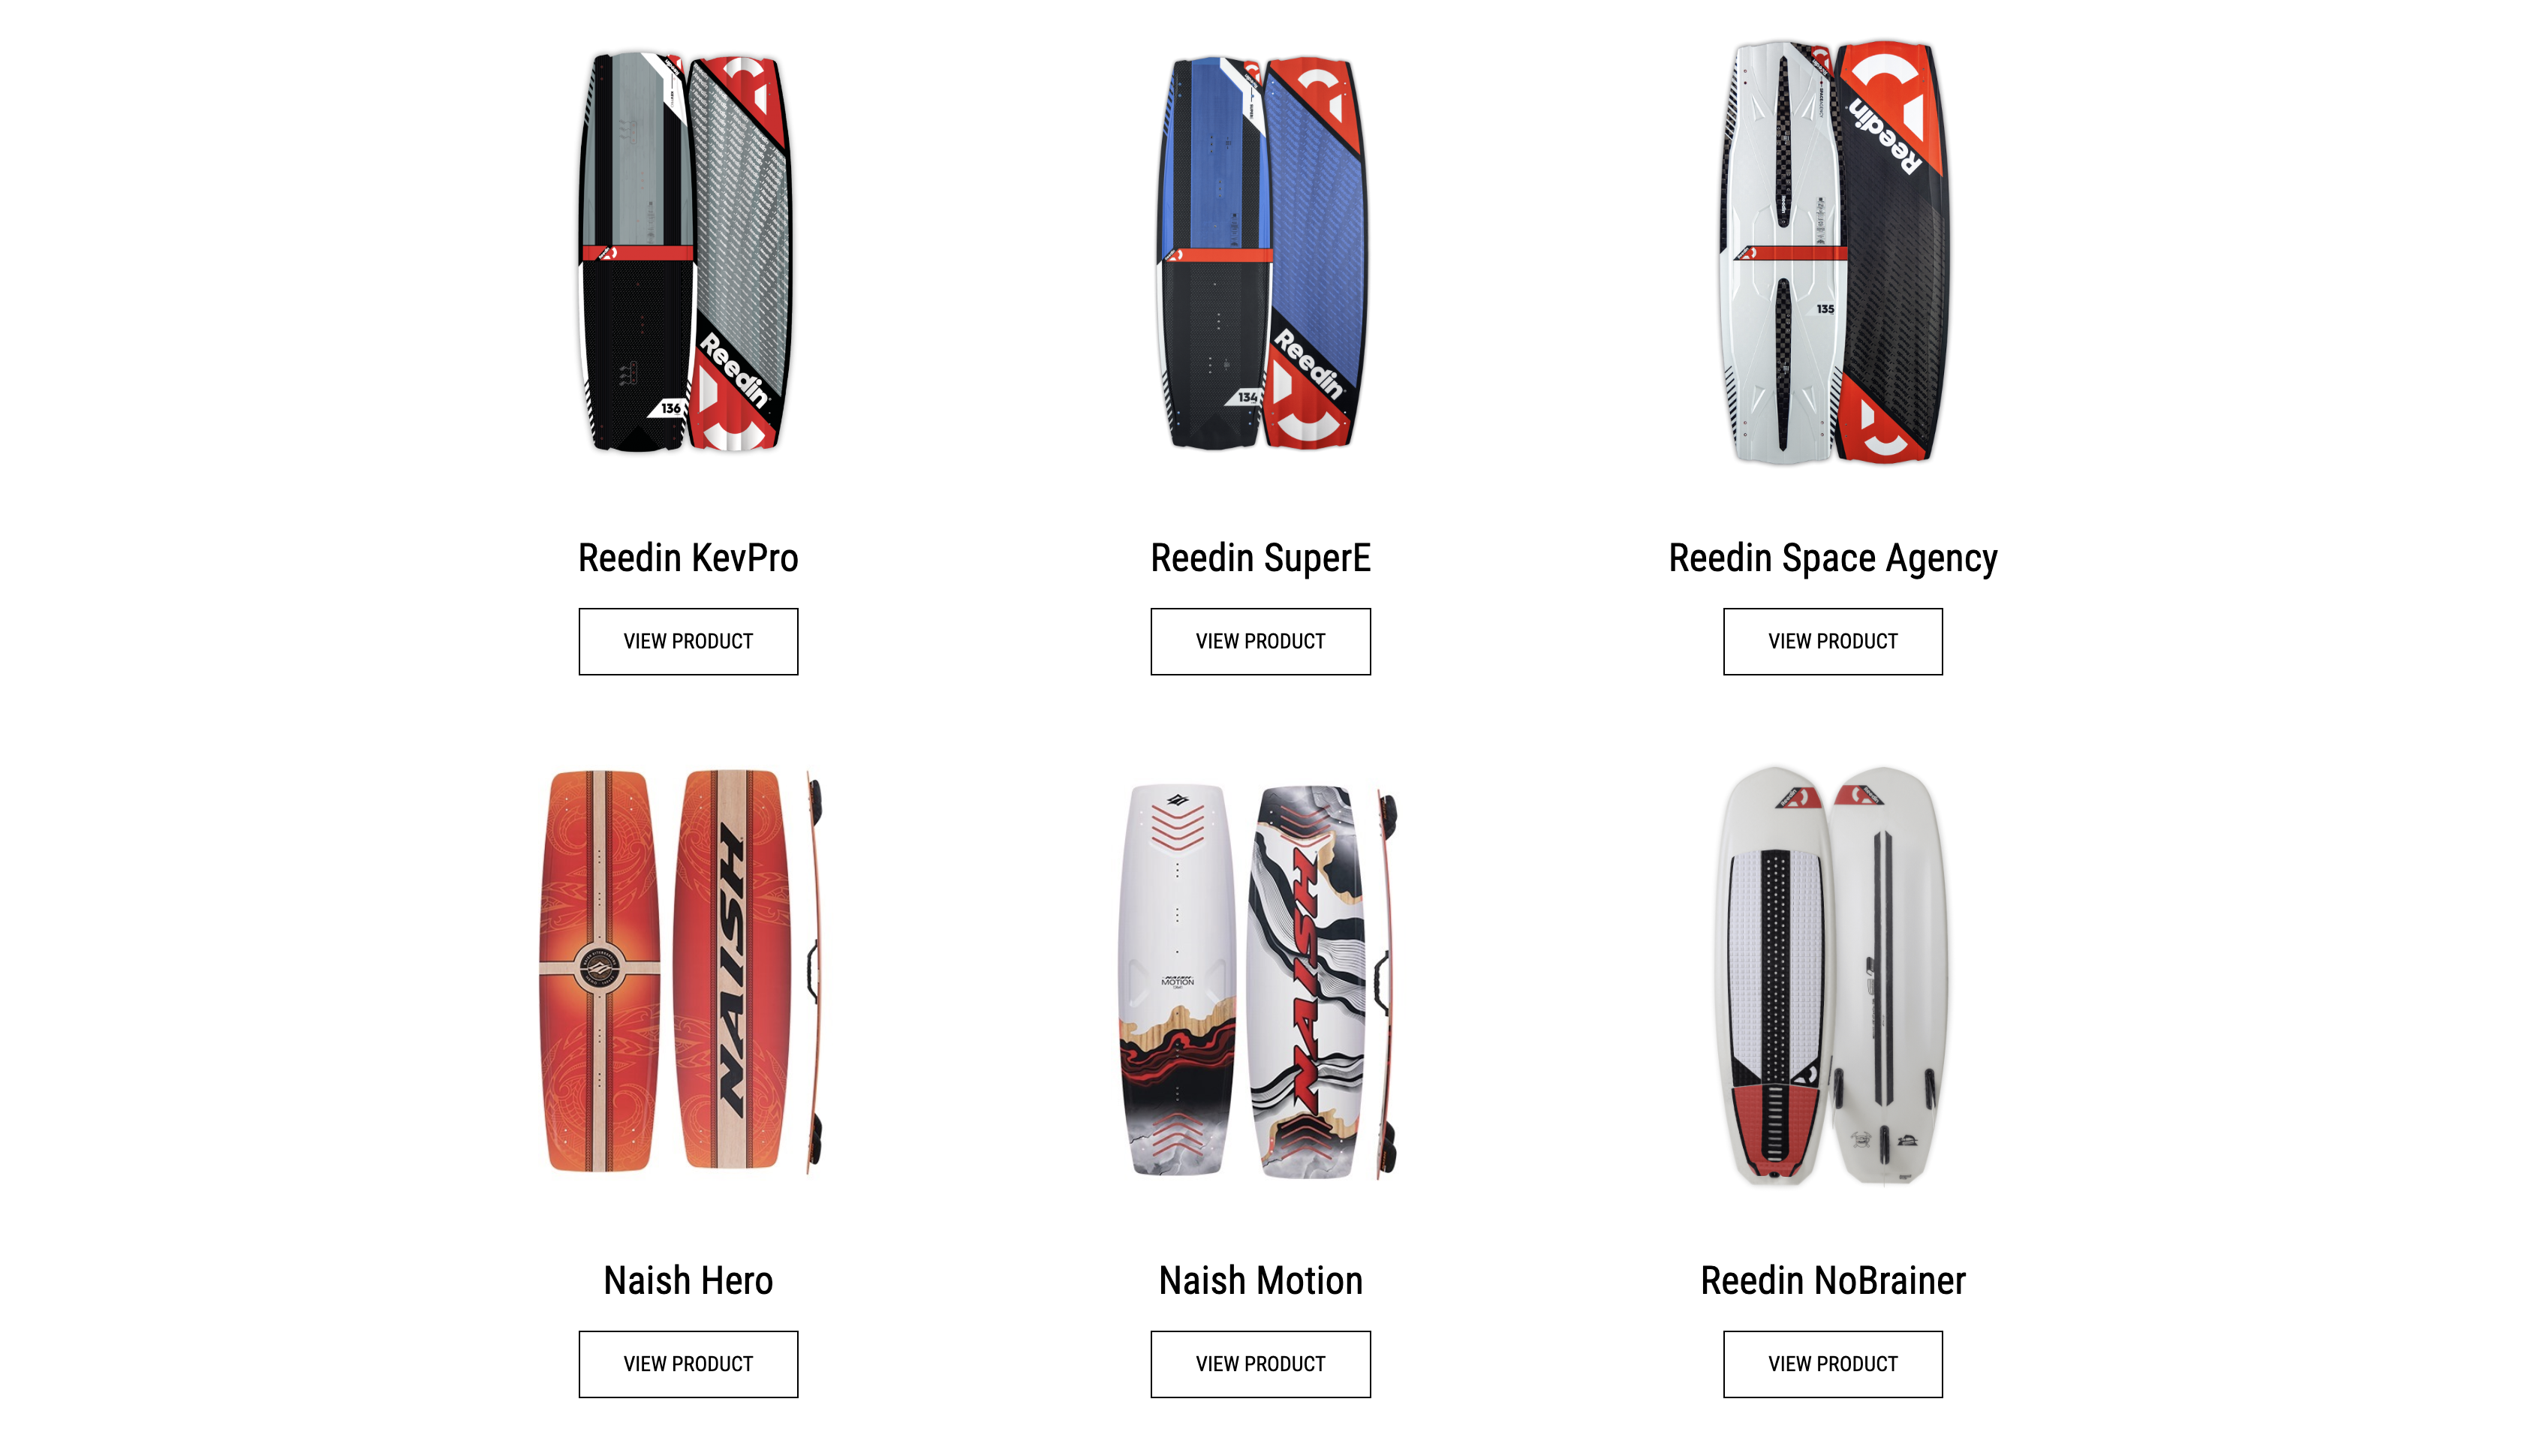 Reedin
136
Reedin
134
Reedin
135
Reedin KevPro
Reedin SuperE
Reedin Space Agency
VIEW PRODUCT
VIEW PRODUCT
VIEW PRODUCT
NAISH
NAISH
MOTION
NAISH
Naish Hero
Naish Motion
Reedin NoBrainer
VIEW PRODUCT
VIEW PRODUCT
VIEW PRODUCT